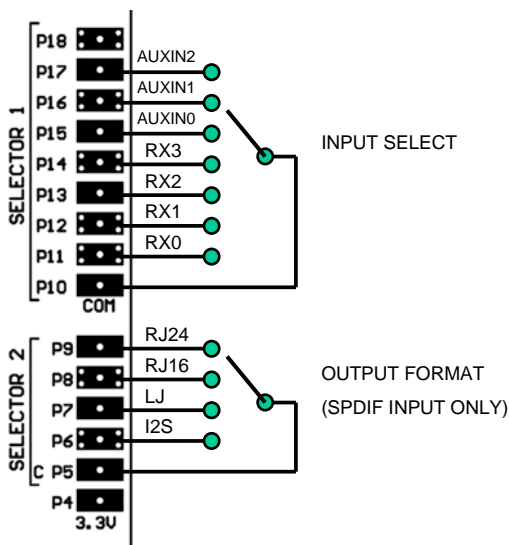 P18
P17 AUXIN2
P16 AUXIN1
P15 AUXIN0
P14 RX3
P13 RX2
P12 RX1
P11 RX0
P10
COM
SELECTOR 1
INPUT SELECT
P9 RJ24
P8 RJ16
P7 LJ
P6 I2S
C P5
P4
3.3V
SELECTOR 2
OUTPUT FORMAT
(SPDIF INPUT ONLY)